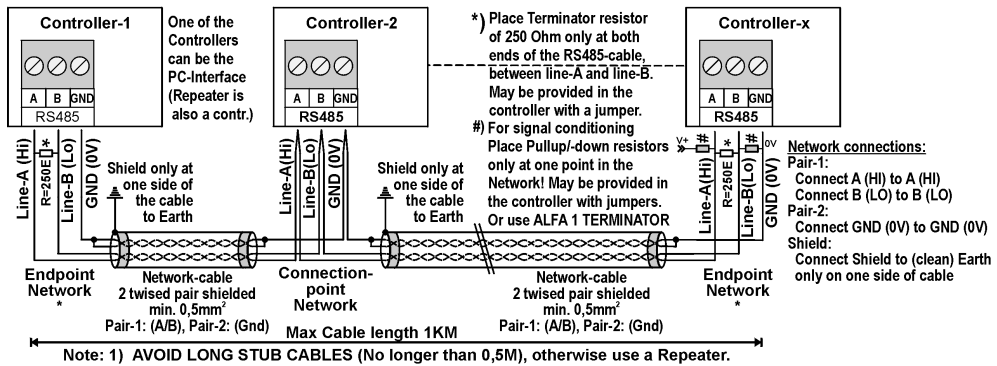 Controller-1
One of the
Controllers
can be the
PC-Interface
(Repeater is
also a contr.)
A B GND
RS485
Controller-2
A B GND
RS485
*) Place Terminator resistor
of 250 Ohm only at both
ends of the RS485-cable,
between line-A and line-B.
May be provided in the
controller with a jumper.
#) For signal conditioning
Place Pullup/-down resistors
only at one point in the
Network! May be provided in
the controller with jumpers.
Or use ALFA 1 TERMINATOR
Controller-x
A B GND
RS485
V+ # * # 0V
Line-A (Hi)
R=250E *
Line-B (Lo)
GND (0V)
Shield only at
one side of
the cable
to Earth
Line-A(Hi)
Line-B(Lo)
GND (0V)
Shield only at
one side of
the cable
to Earth
Line-A(Hi)
R=250E
Line-B(Lo)
GND (0V)
Network connections:
Pair-1:
Connect A (HI) to A (HI)
Connect B (LO) to B (LO)
Pair-2:
Connect GND (0V) to GND (0V)
Shield:
Connect Shield to (clean) Earth
only on one side of cable
Endpoint
Network
*
Network-cable
2 twised pair shielded
min. 0,5mm²
Pair-1: (A/B), Pair-2: (Gnd)
Connection-
point
Network
Network-cable
2 twised pair shielded
min. 0,5mm²
Pair-1: (A/B), Pair-2: (Gnd)
Endpoint
Network
*
Max Cable length 1KM
Note: 1) AVOID LONG STUB CABLES (No longer than 0,5M), otherwise use a Repeater.